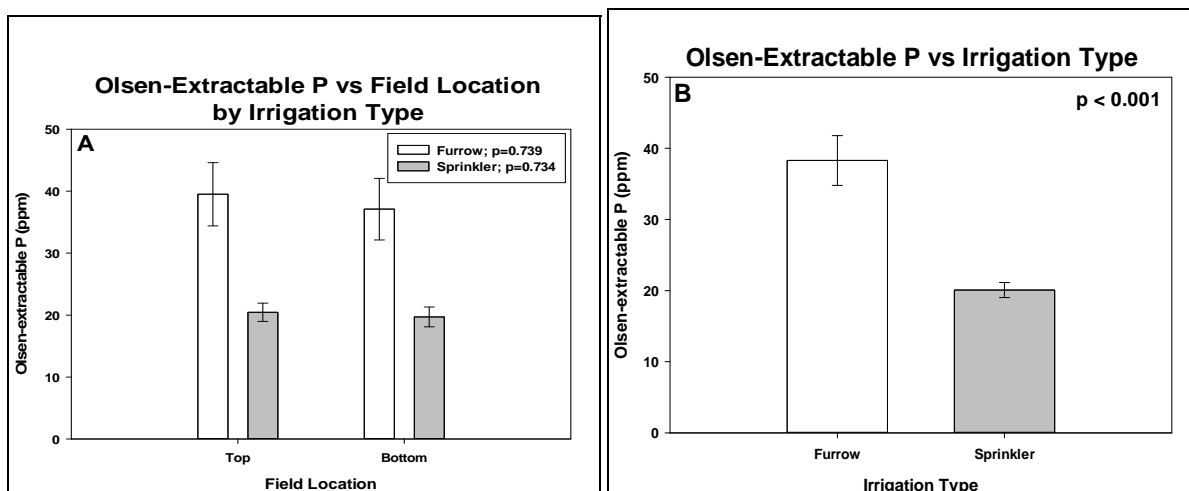 Olsen-Extractable P vs Field Location
by Irrigation Type
A
Furrow; p=0.739
Sprinkler; p=0.734
Olsen-extractable P (ppm)
50
40
30
20
10
0
Top
Bottom
Field Location
Olsen-Extractable P vs Irrigation Type
B
p < 0.001
Olsen-extractable P (ppm)
50
40
30
20
10
0
Furrow
Sprinkler
Irrigation Type